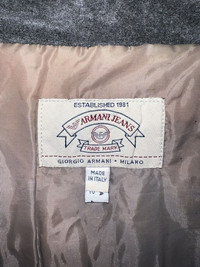 ESTABLISHED 1981
ARMANI JEANS
TRADE MARK
GIORGIO ARMANI • MILANO
MADE
IN ITALY